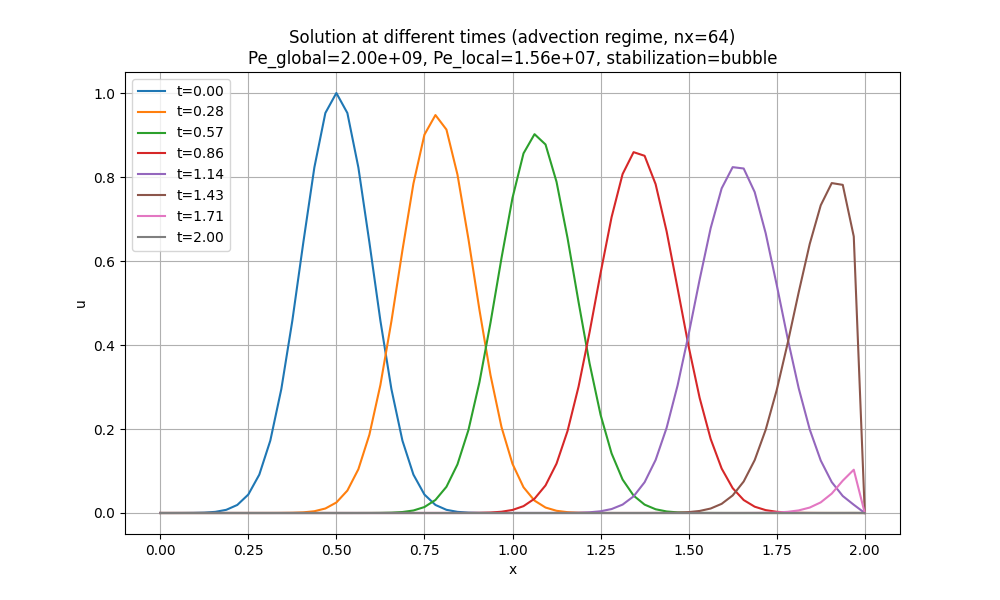 Solution at different times (advection regime, nx=64)
Pe_global=2.00e+09, Pe_local=1.56e+07, stabilization=bubble
t=0.00
t=0.28
t=0.57
t=0.86
t=1.14
t=1.43
t=1.71
t=2.00
1.0
0.8
0.6
0.4
0.2
0.0
u
0.00 0.25 0.50 0.75 1.00 1.25 1.50 1.75 2.00
x